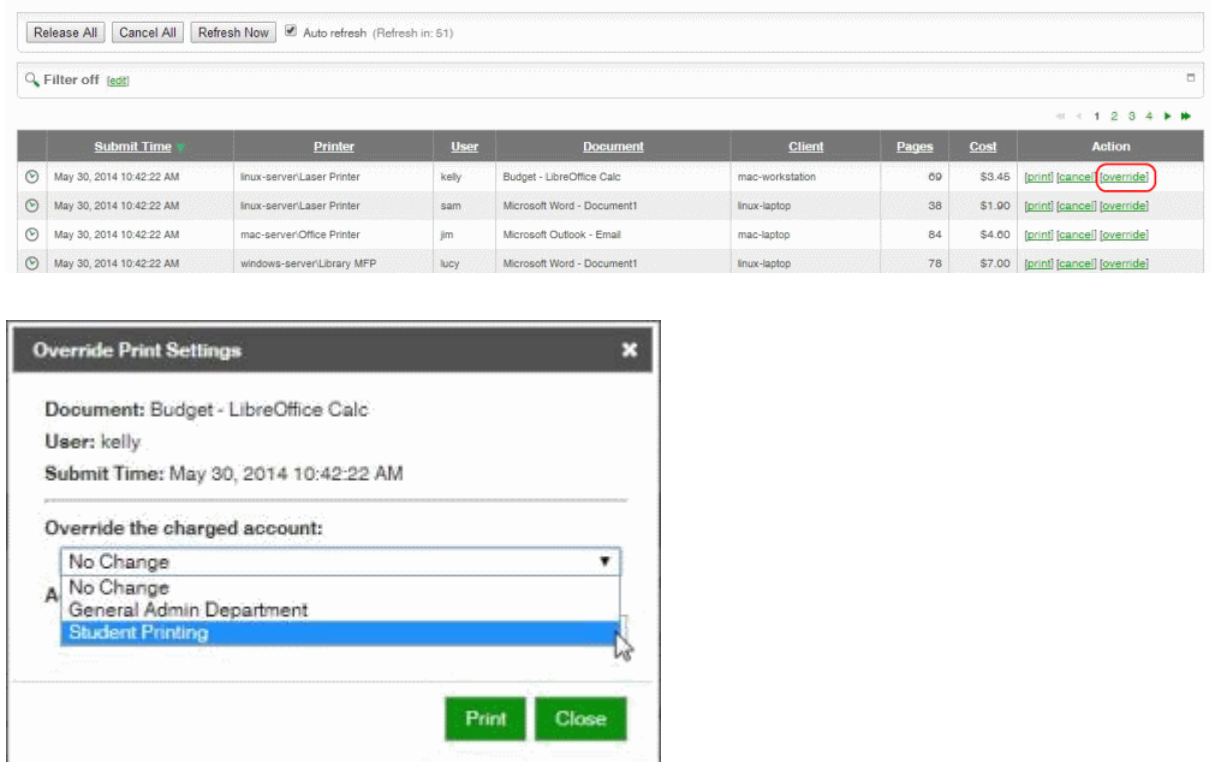 Release All Cancel All Refresh Now Auto refresh (Refresh in: 51)
Filter off [edit]
1 2 3 4
Submit Time Printer User Document Client Pages Cost Action
May 30, 2014 10:42:22 AM linux-server\Laser Printer kelly Budget - LibreOffice Calc mac-workstation 69 $3.45 [print] [cancel] [override]
May 30, 2014 10:42:22 AM linux-server\Laser Printer sam Microsoft Word - Document1 linux-laptop 38 $1.90 [print] [cancel] [override]
May 30, 2014 10:42:22 AM mac-server\Office Printer jim Microsoft Outlook - Email mac-laptop 84 $4.60 [print] [cancel] [override]
May 30, 2014 10:42:22 AM windows-server\Library MFP lucy Microsoft Word - Document1 linux-laptop 78 $7.00 [print] [cancel] [override]
Override Print Settings
Document: Budget - LibreOffice Calc
User: kelly
Submit Time: May 30, 2014 10:42:22 AM
Override the charged account:
No Change
No Change
General Admin Department
Student Printing
Print Close